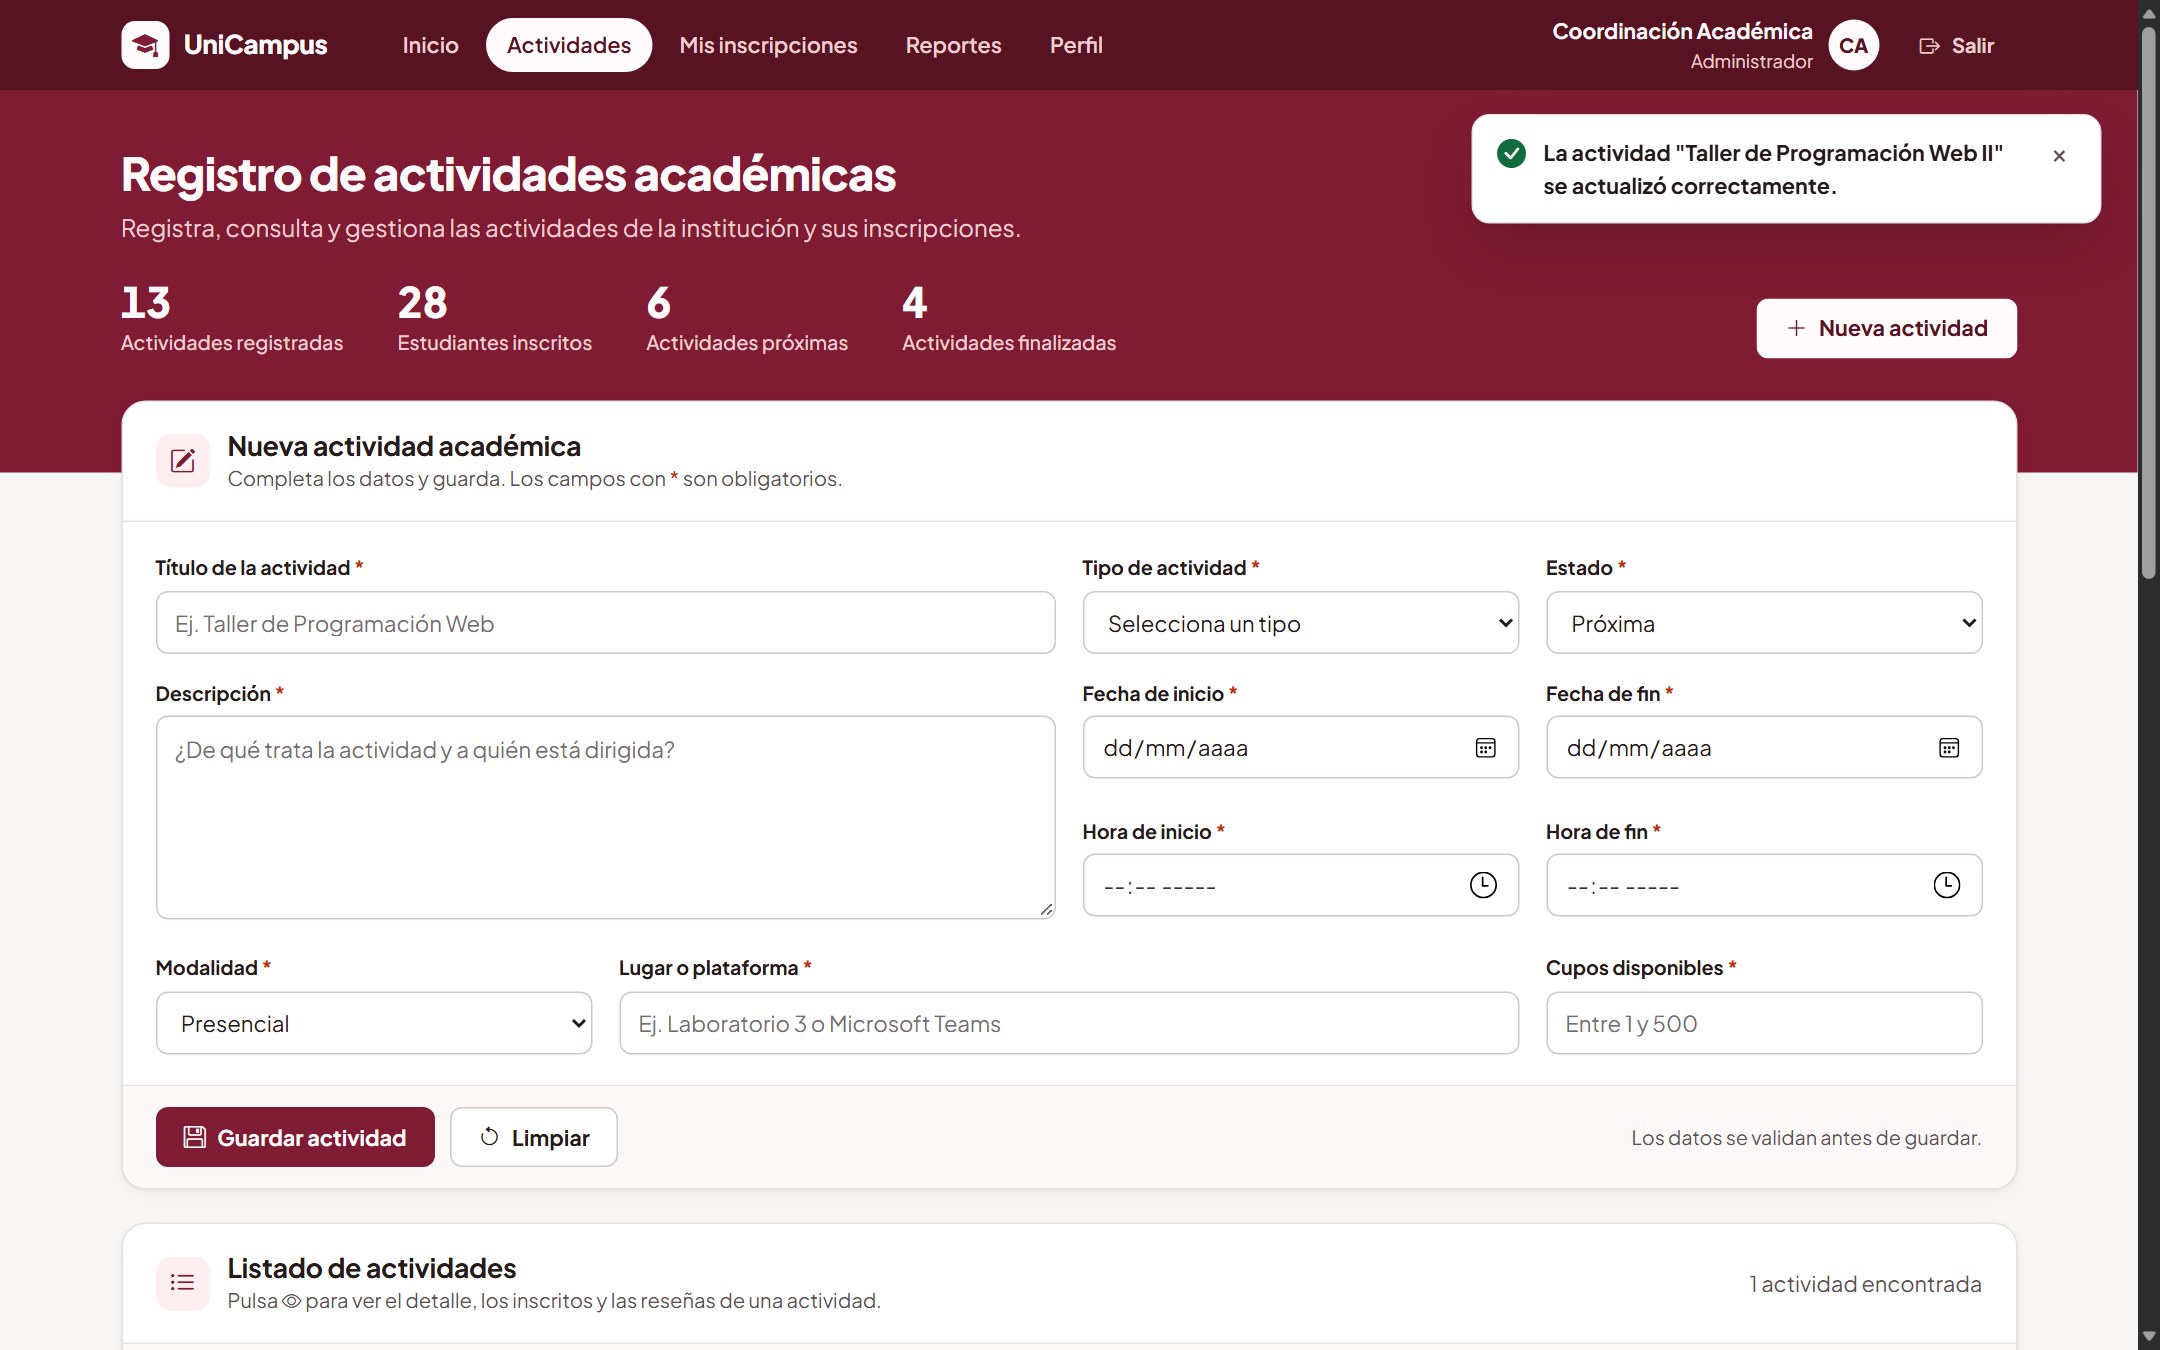 UniCampus
Inicio
Actividades
Mis inscripciones
Reportes
Perfil
Coordinación Académica
Administrador
CA
Salir
La actividad "Taller de Programación Web II"
se actualizó correctamente.
×
Registro de actividades académicas
Registra, consulta y gestiona las actividades de la institución y sus inscripciones.
13
Actividades registradas
28
Estudiantes inscritos
6
Actividades próximas
4
Actividades finalizadas
+ Nueva actividad
Nueva actividad académica
Completa los datos y guarda. Los campos con * son obligatorios.
Título de la actividad *
Ej. Taller de Programación Web
Tipo de actividad *
Selecciona un tipo
Estado *
Próxima
Descripción *
¿De qué trata la actividad y a quién está dirigida?
Fecha de inicio *
dd/mm/aaaa
Fecha de fin *
dd/mm/aaaa
Hora de inicio *
--:-- -----
Hora de fin *
--:-- -----
Modalidad *
Presencial
Lugar o plataforma *
Ej. Laboratorio 3 o Microsoft Teams
Cupos disponibles *
Entre 1 y 500
Guardar actividad
Limpiar
Los datos se validan antes de guardar.
Listado de actividades
Pulsa para ver el detalle, los inscritos y las reseñas de una actividad.
1 actividad encontrada